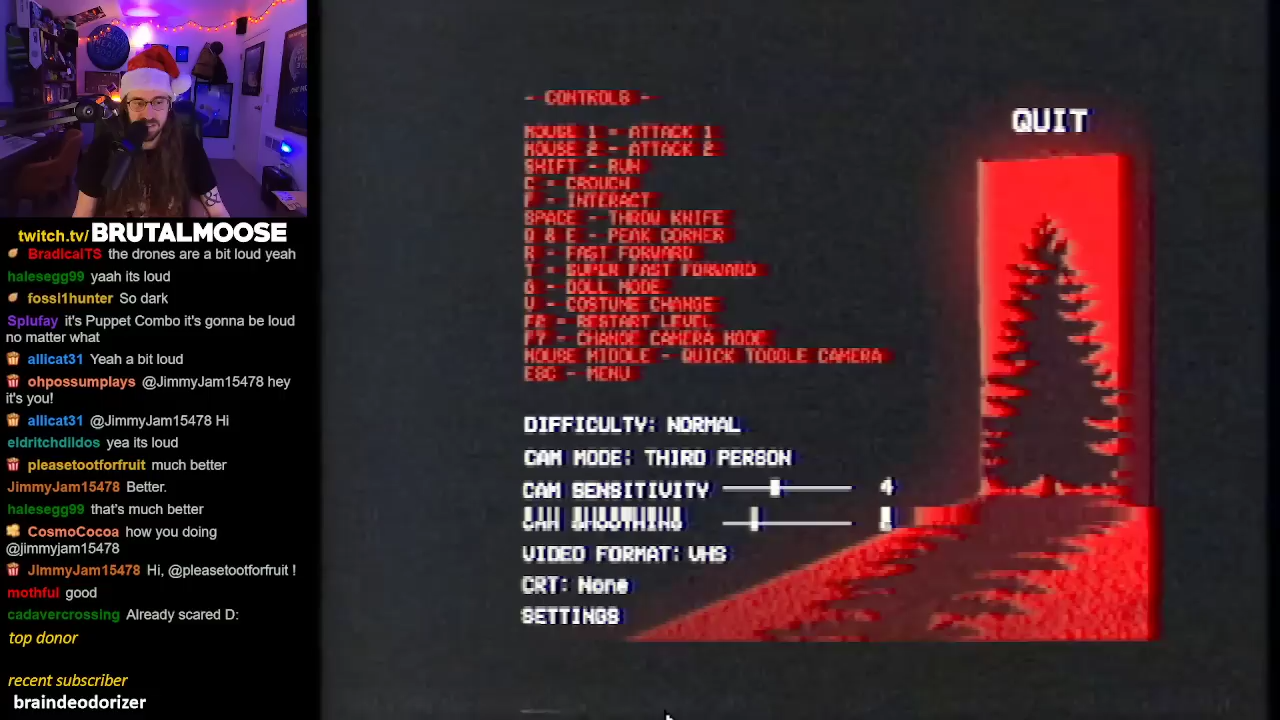 twitch.tv/BRUTALMOOSE
BradicalTS the drones are a bit loud yeah
halesegg99 yaah its loud
fossl1hunter So dark
Splufay it's Puppet Combo it's gonna be loud
no matter what
allicat31 Yeah a bit loud
ohpossumplays @JimmyJam15478 hey
it's you!
allicat31 @JimmyJam15478 Hi
eldritchdildos yea its loud
pleasetootforfruit much better
JimmyJam15478 Better.
halesegg99 that's much better
CosmoCocoa how you doing
@jimmyjam15478
JimmyJam15478 Hi, @pleasetootforfruit !
mothful good
cadavercrossing Already scared D:
top donor
recent subscriber
braindeodorizer
- CONTROLS -
MOUSE 1 - ATTACK 1
MOUSE 2 - ATTACK 2
SHIFT - RUN
C - CROUCH
F - INTERACT
SPACE - THROW KNIFE
Q & E - PEAK CORNER
R - FAST FORWARD
T - SUPER FAST FORWARD
G - DOLL MODE
V - COSTUME CHANGE
F2 - RESTART LEVEL
F7 - CHANGE CAMERA MODE
MOUSE MIDDLE - QUICK TOGGLE CAMERA
ESC - MENU
DIFFICULTY: NORMAL
CAM MODE: THIRD PERSON
CAM SENSITIVITY 4
CAM SMOOTHING 2
VIDEO FORMAT: VHS
CRT: None
SETTINGS
QUIT